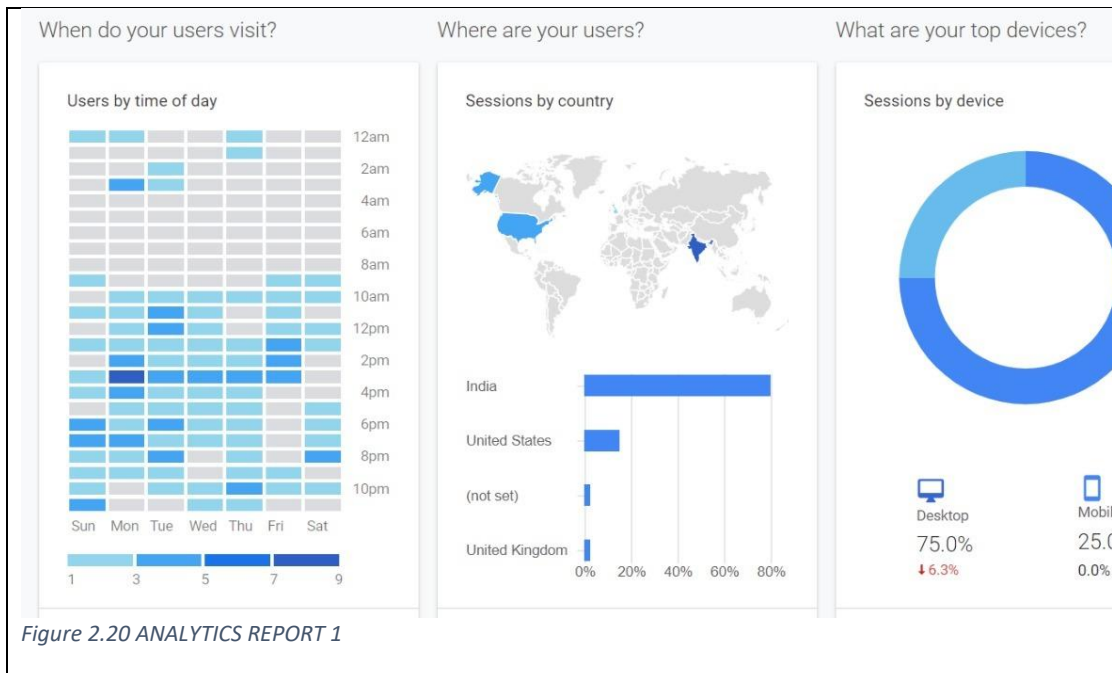 When do your users visit?
Where are your users?
What are your top devices?
Users by time of day
12am
2am
4am
6am
8am
10am
12pm
2pm
4pm
6pm
8pm
10pm
Sun Mon Tue Wed Thu Fri Sat
1 3 5 7 9
Sessions by country
India
United States
(not set)
United Kingdom
0% 20% 40% 60% 80%
Sessions by device
Desktop
75.0%
↓6.3%
Mobil
25.0
0.0%
Figure 2.20 ANALYTICS REPORT 1